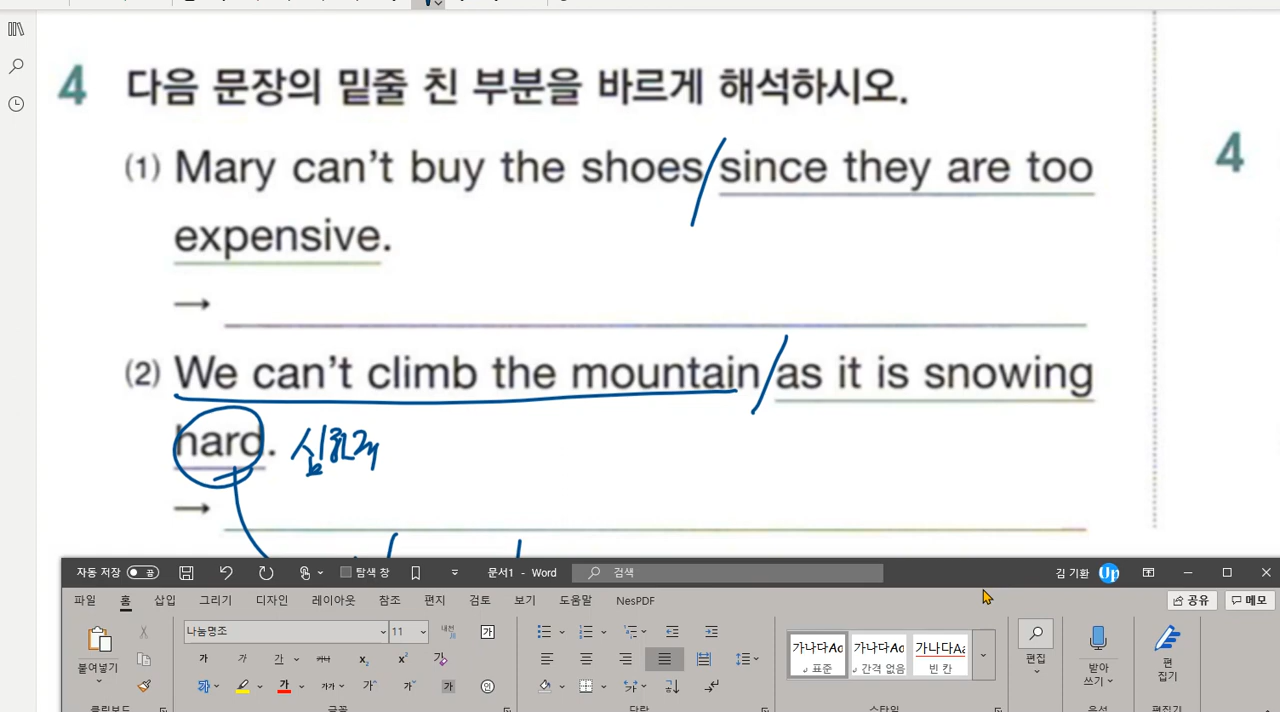 4 다음 문장의 밑줄 친 부분을 바르게 해석하시오.
(1) Mary can't buy the shoes since they are too
expensive.
→
(2) We can't climb the mountain as it is snowing
hard. 심하게
→
4
자동 저장 끔 탐색 창 문서1 - Word 검색 김 기환 Up
파일 홈 삽입 그리기 디자인 레이아웃 참조 편지 검토 보기 도움말 NesPDF 공유 메모
붙여넣기 나눔명조 11 가나다Aa 표준 가나다Aa 간격 없음 가나다Aa 빈 칸 편집 받아쓰기 편집기
클립보드 글꼴 단락 스타일 음성 편집기